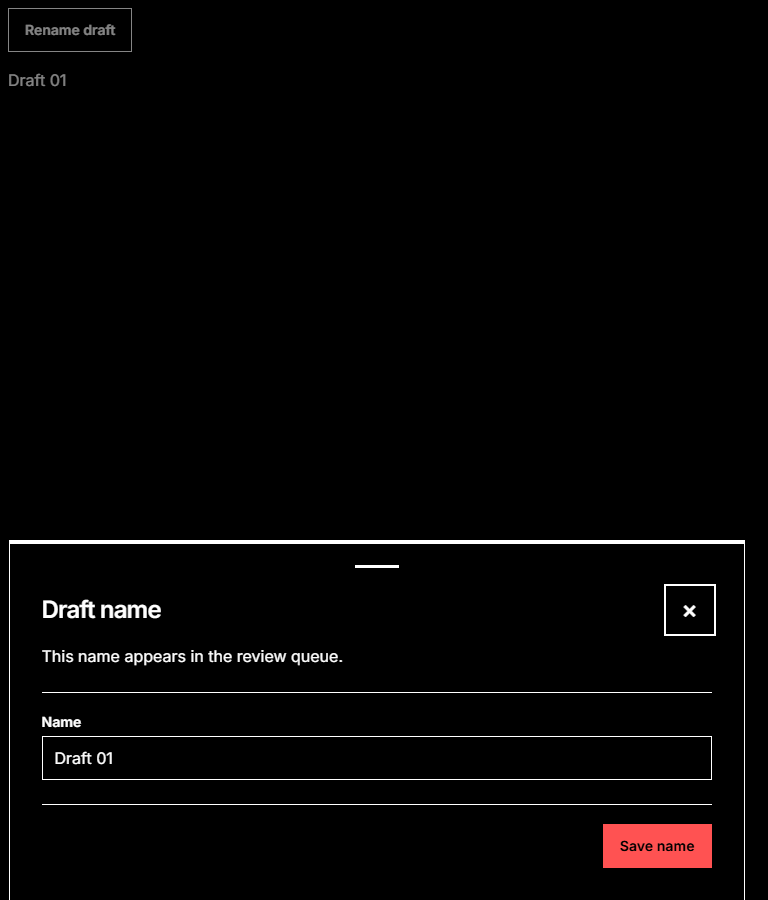 Rename draft
Draft 01
Draft name
×
This name appears in the review queue.
Name
Draft 01
Save name